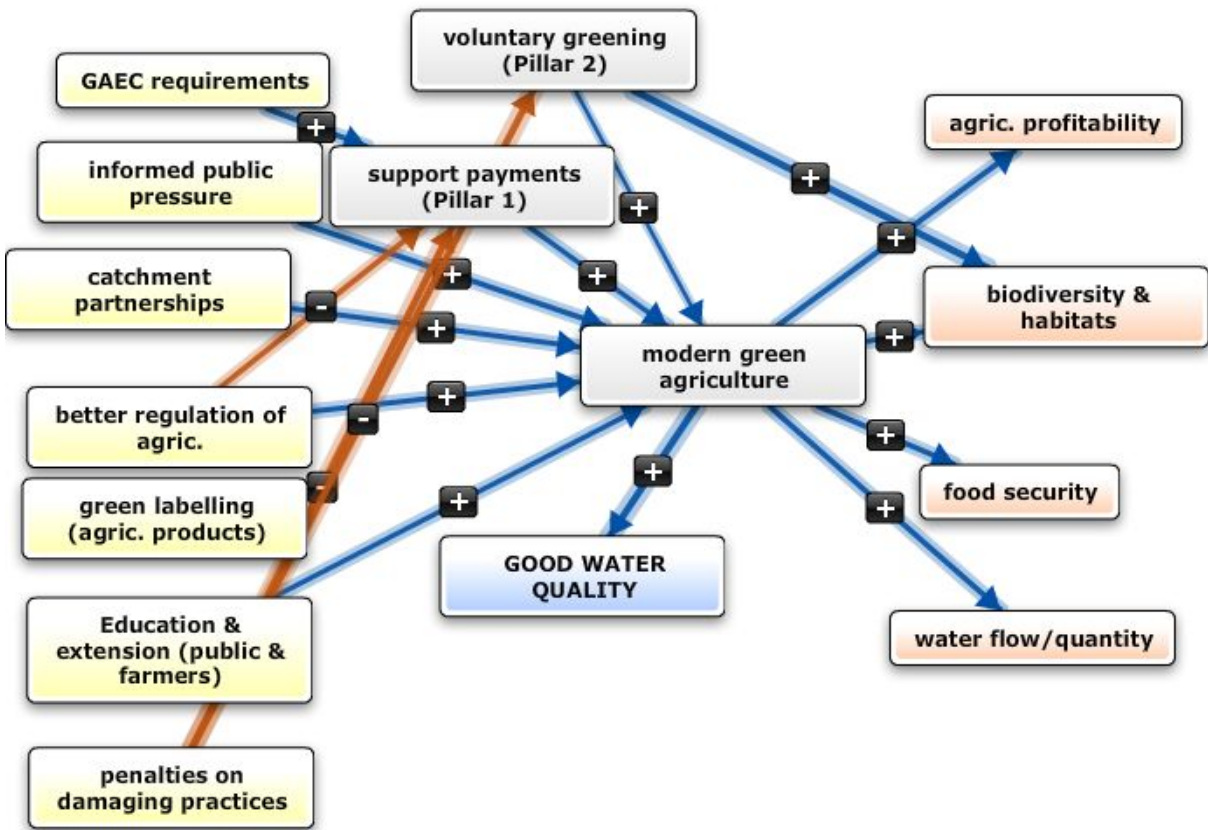 voluntary greening
(Pillar 2)
GAEC requirements
+
agric. profitability
informed public
pressure
support payments
(Pillar 1)
+
+
+
catchment
partnerships
+
+
-
+
biodiversity &
habitats
+
+
modern green
agriculture
better regulation of
agric.
+
-
+
green labelling
(agric. products)
-
+
+
food security
+
GOOD WATER
QUALITY
Education &
extension (public &
farmers)
water flow/quantity
penalties on
damaging practices